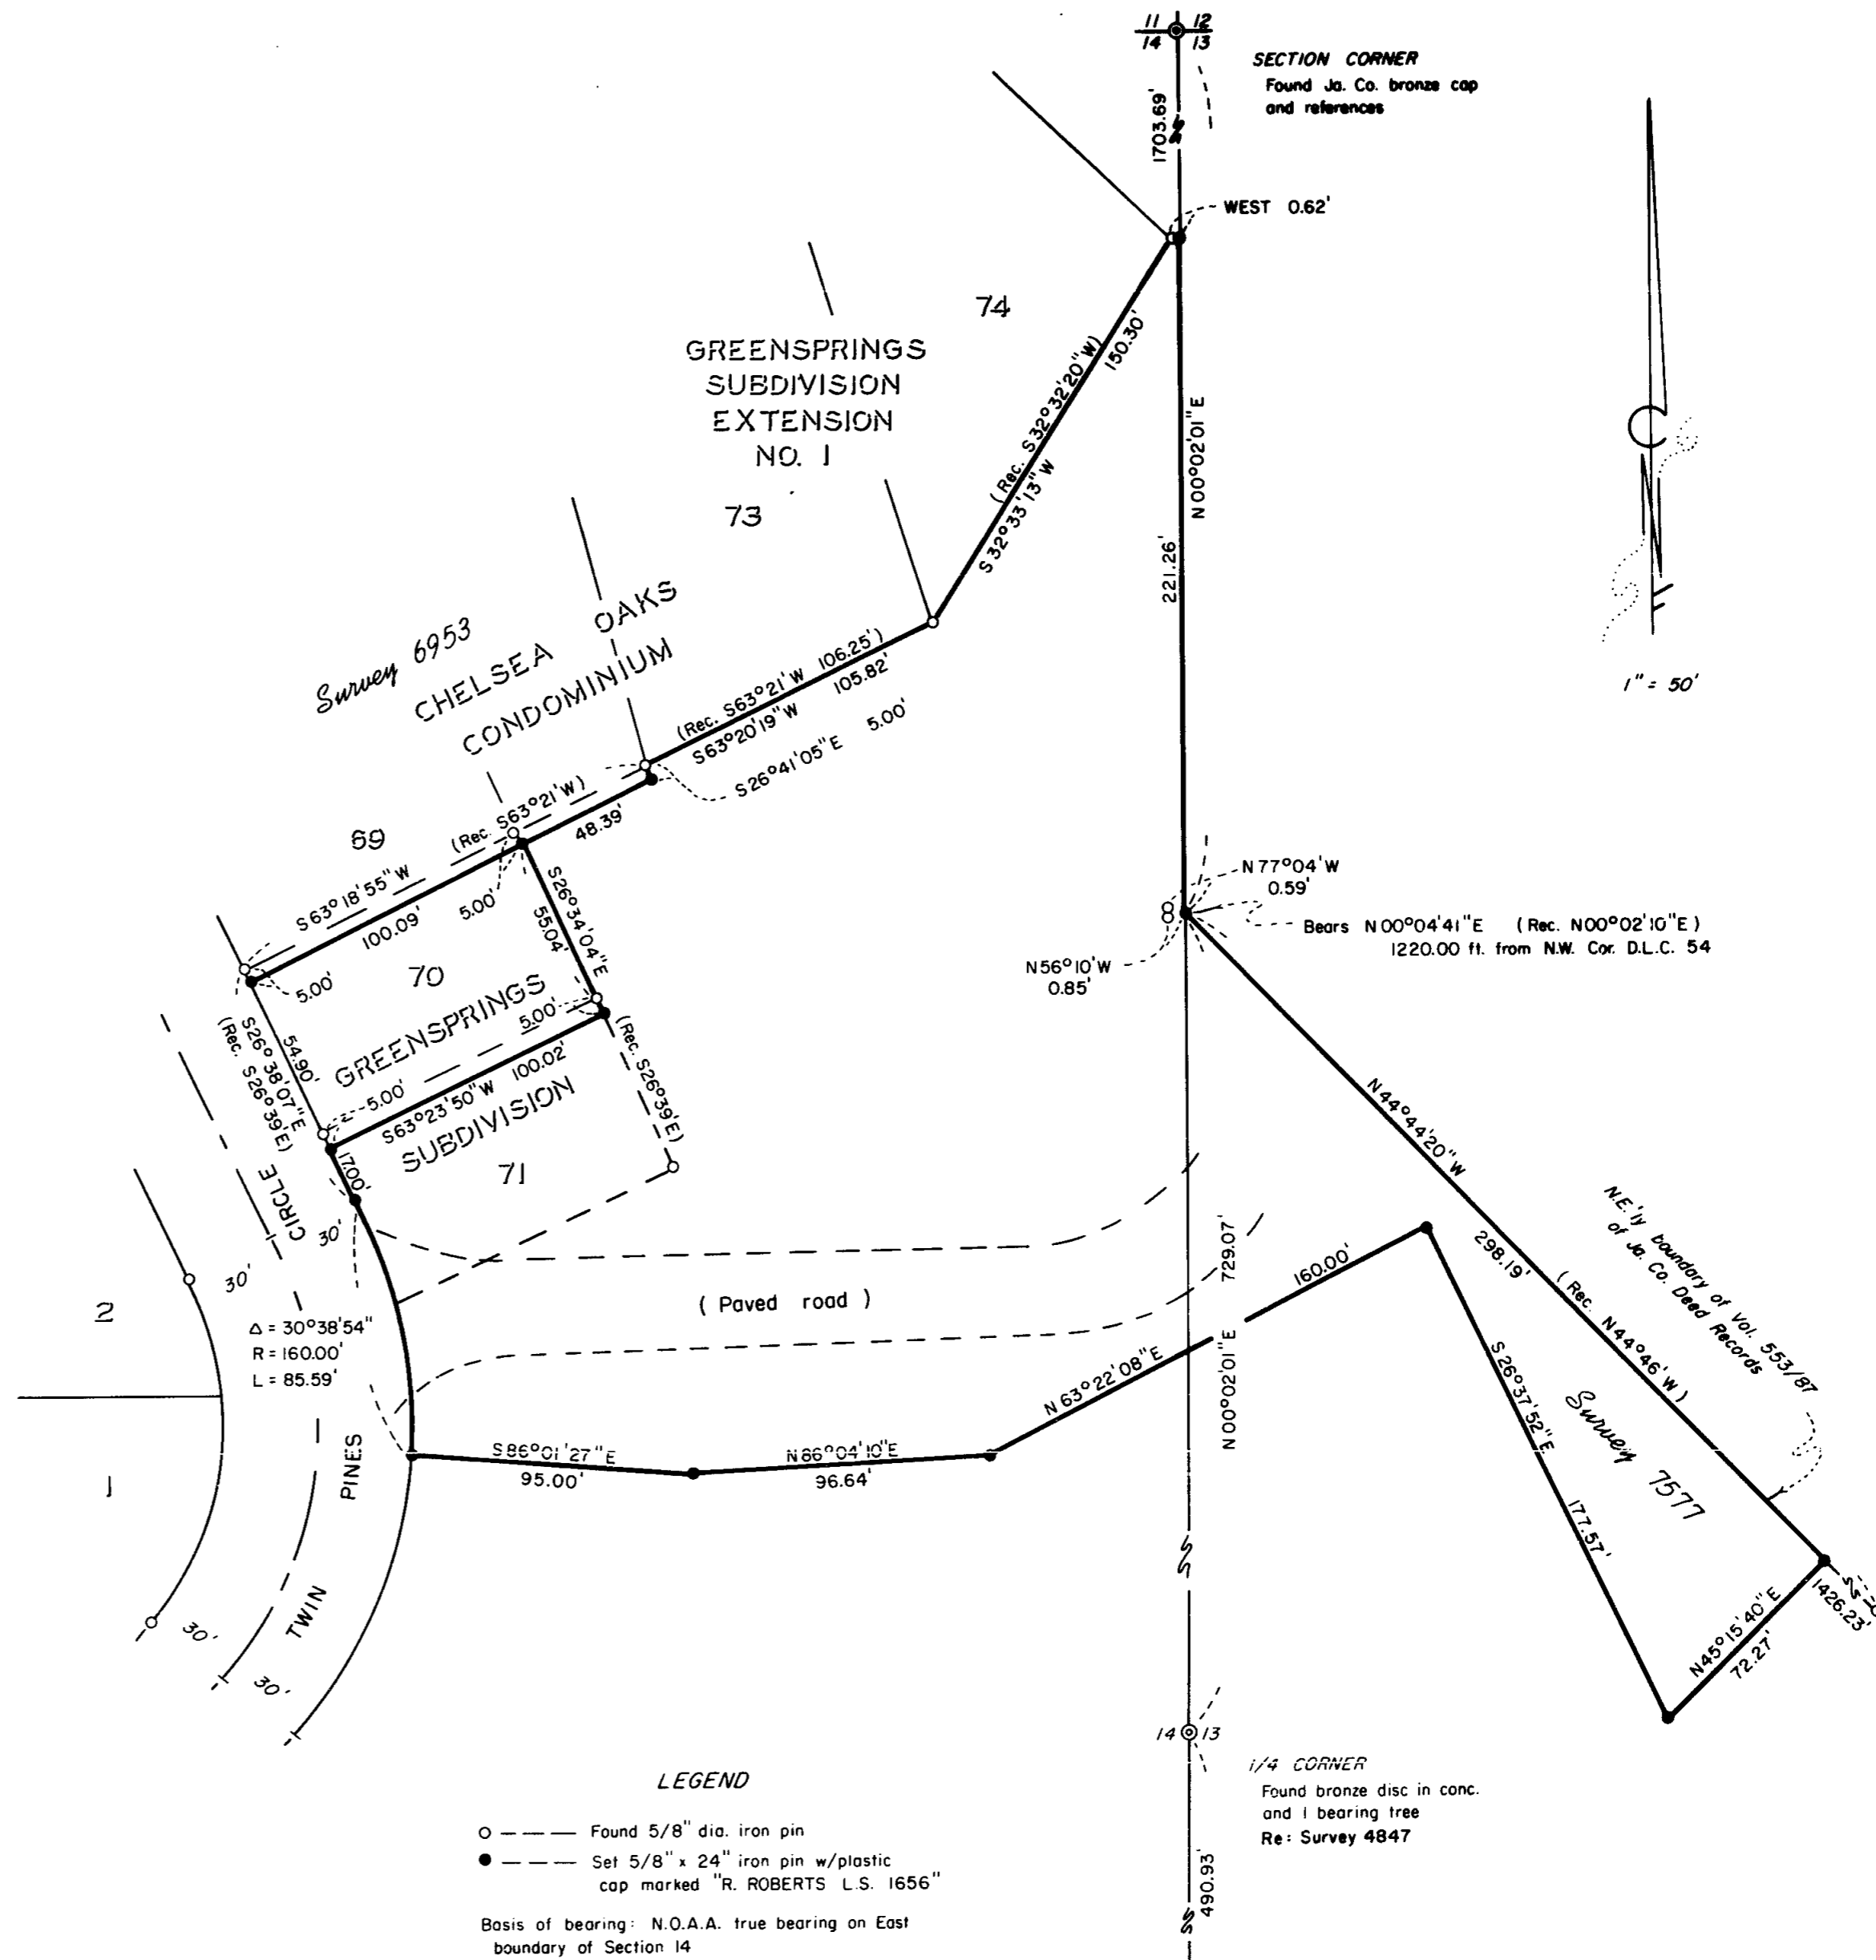 11 12
14 13
SECTION CORNER
Found Ja. Co. bronze cap
and references
1703.69'
WEST 0.62'
74
GREENSPRINGS
SUBDIVISION
EXTENSION
NO. 1
(Rec. S32°32'20"W)
150.30'
S32°33'13"W
N00°02'01"E
221.26'
73
1"= 50'
Survey 6953
CHELSEA OAKS
CONDOMINIUM
(Rec. S63°21'W 106.25')
S63°20'19"W 105.82'
S26°41'05"E 5.00'
69
(Rec. S63°21'W)
48.39'
S63°18'55"W
100.09'
5.00'
5.00'
S26°34'04"E
55.04'
70
GREENSPRINGS
SUBDIVISION
5.00'
5.00'
S63°23'50"W 100.02'
54.90'
S26°38'07"E
(Rec. S26°39'E)
(Rec. S26°39'E)
17.00'
71
N77°04'W
0.59'
Bears N00°04'41"E (Rec. N00°02'10"E)
1220.00 ft. from N.W. Cor. D.L.C. 54
N56°10'W
0.85'
N44°44'20"W
298.19'
(Rec. N44°46'W)
N.E.'ly boundary of Vol. 553/87
of Ja. Co. Deed Records
CIRCLE
30'
30'
2
Δ = 30°38'54"
R = 160.00'
L = 85.59'
( Paved road )
729.07'
160.00'
N63°22'08"E
N00°02'01"E
S26°37'52"E
177.57'
Survey 7577
S86°01'27"E
95.00'
N86°04'10"E
96.64'
1
PINES
TWIN
30'
30'
N45°15'40"E
72.27'
1426.23'
14 13
1/4 CORNER
Found bronze disc in conc.
and 1 bearing tree
Re: Survey 4847
490.93'
LEGEND
Found 5/8" dia. iron pin
Set 5/8" x 24" iron pin w/plastic
cap marked "R. ROBERTS L.S. 1656"
Basis of bearing: N.O.A.A. true bearing on East
boundary of Section 14